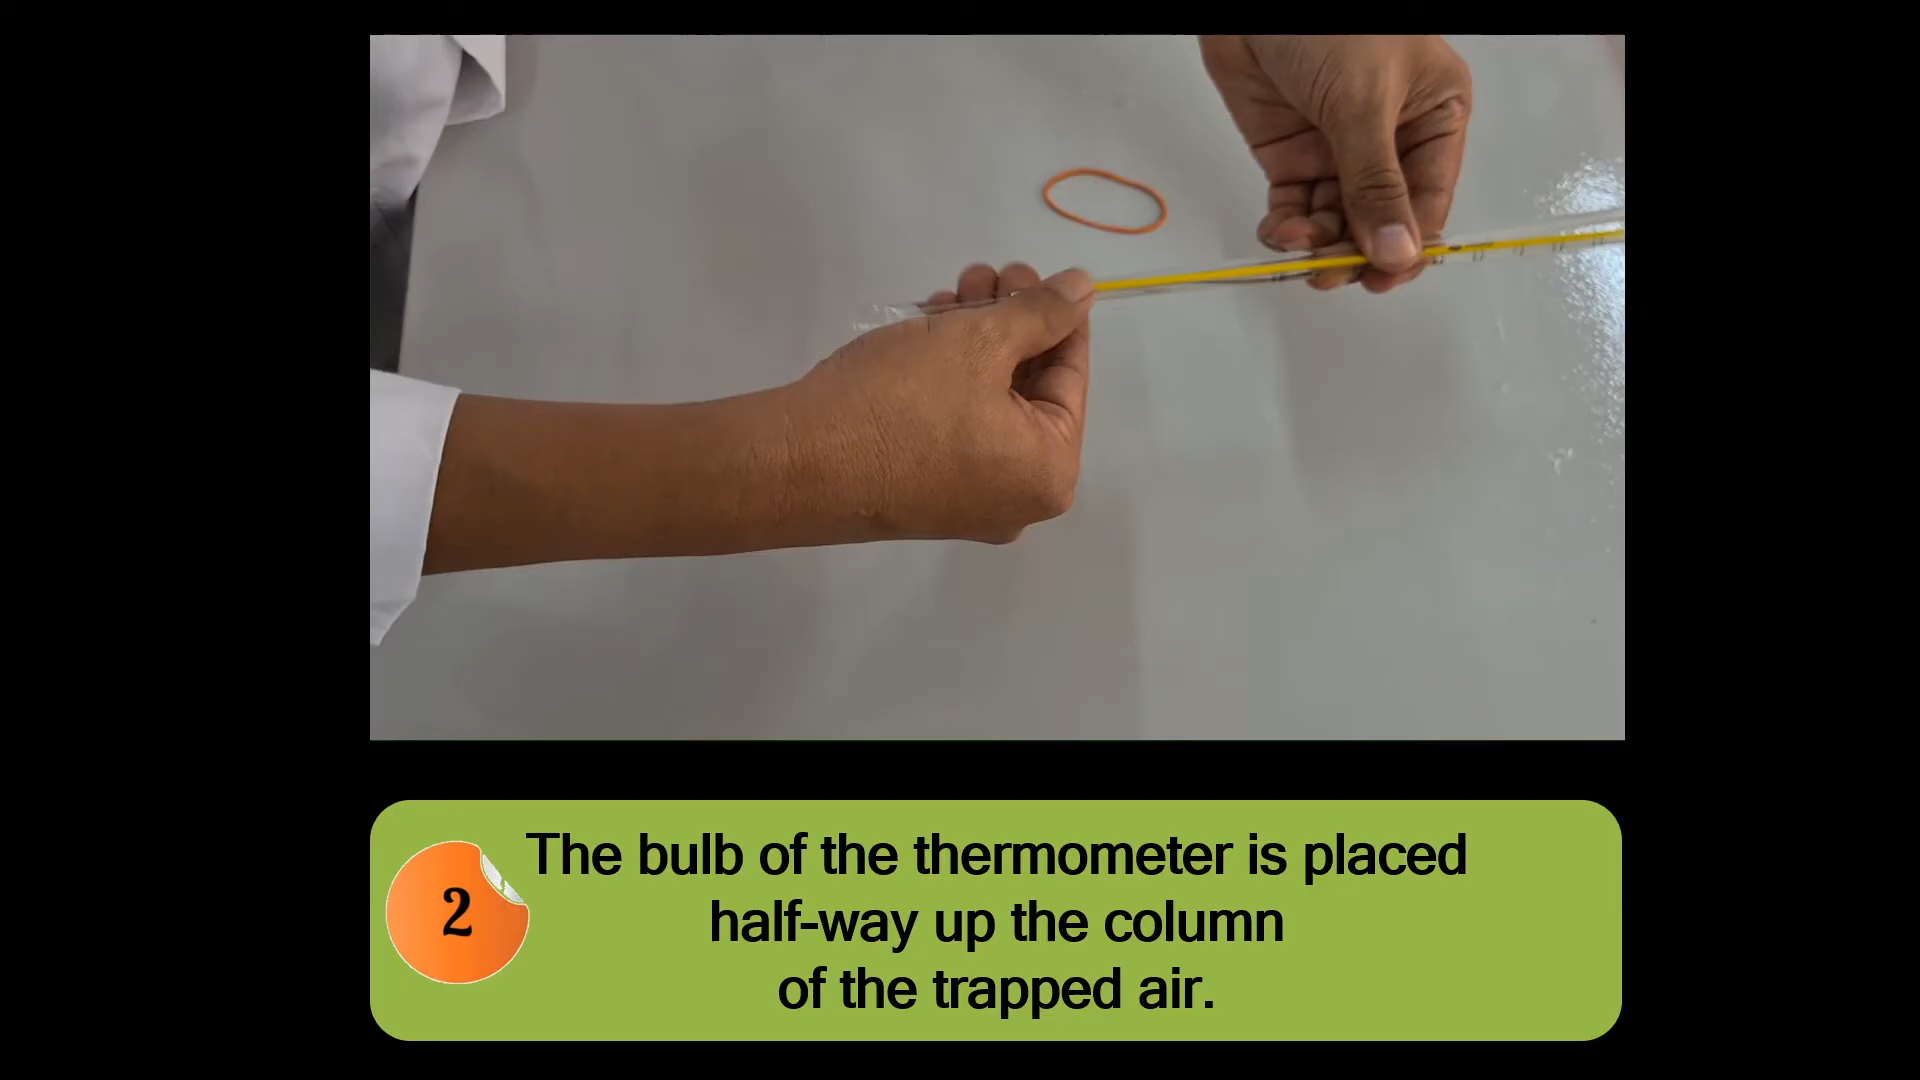 2
The bulb of the thermometer is placed
half-way up the column
of the trapped air.